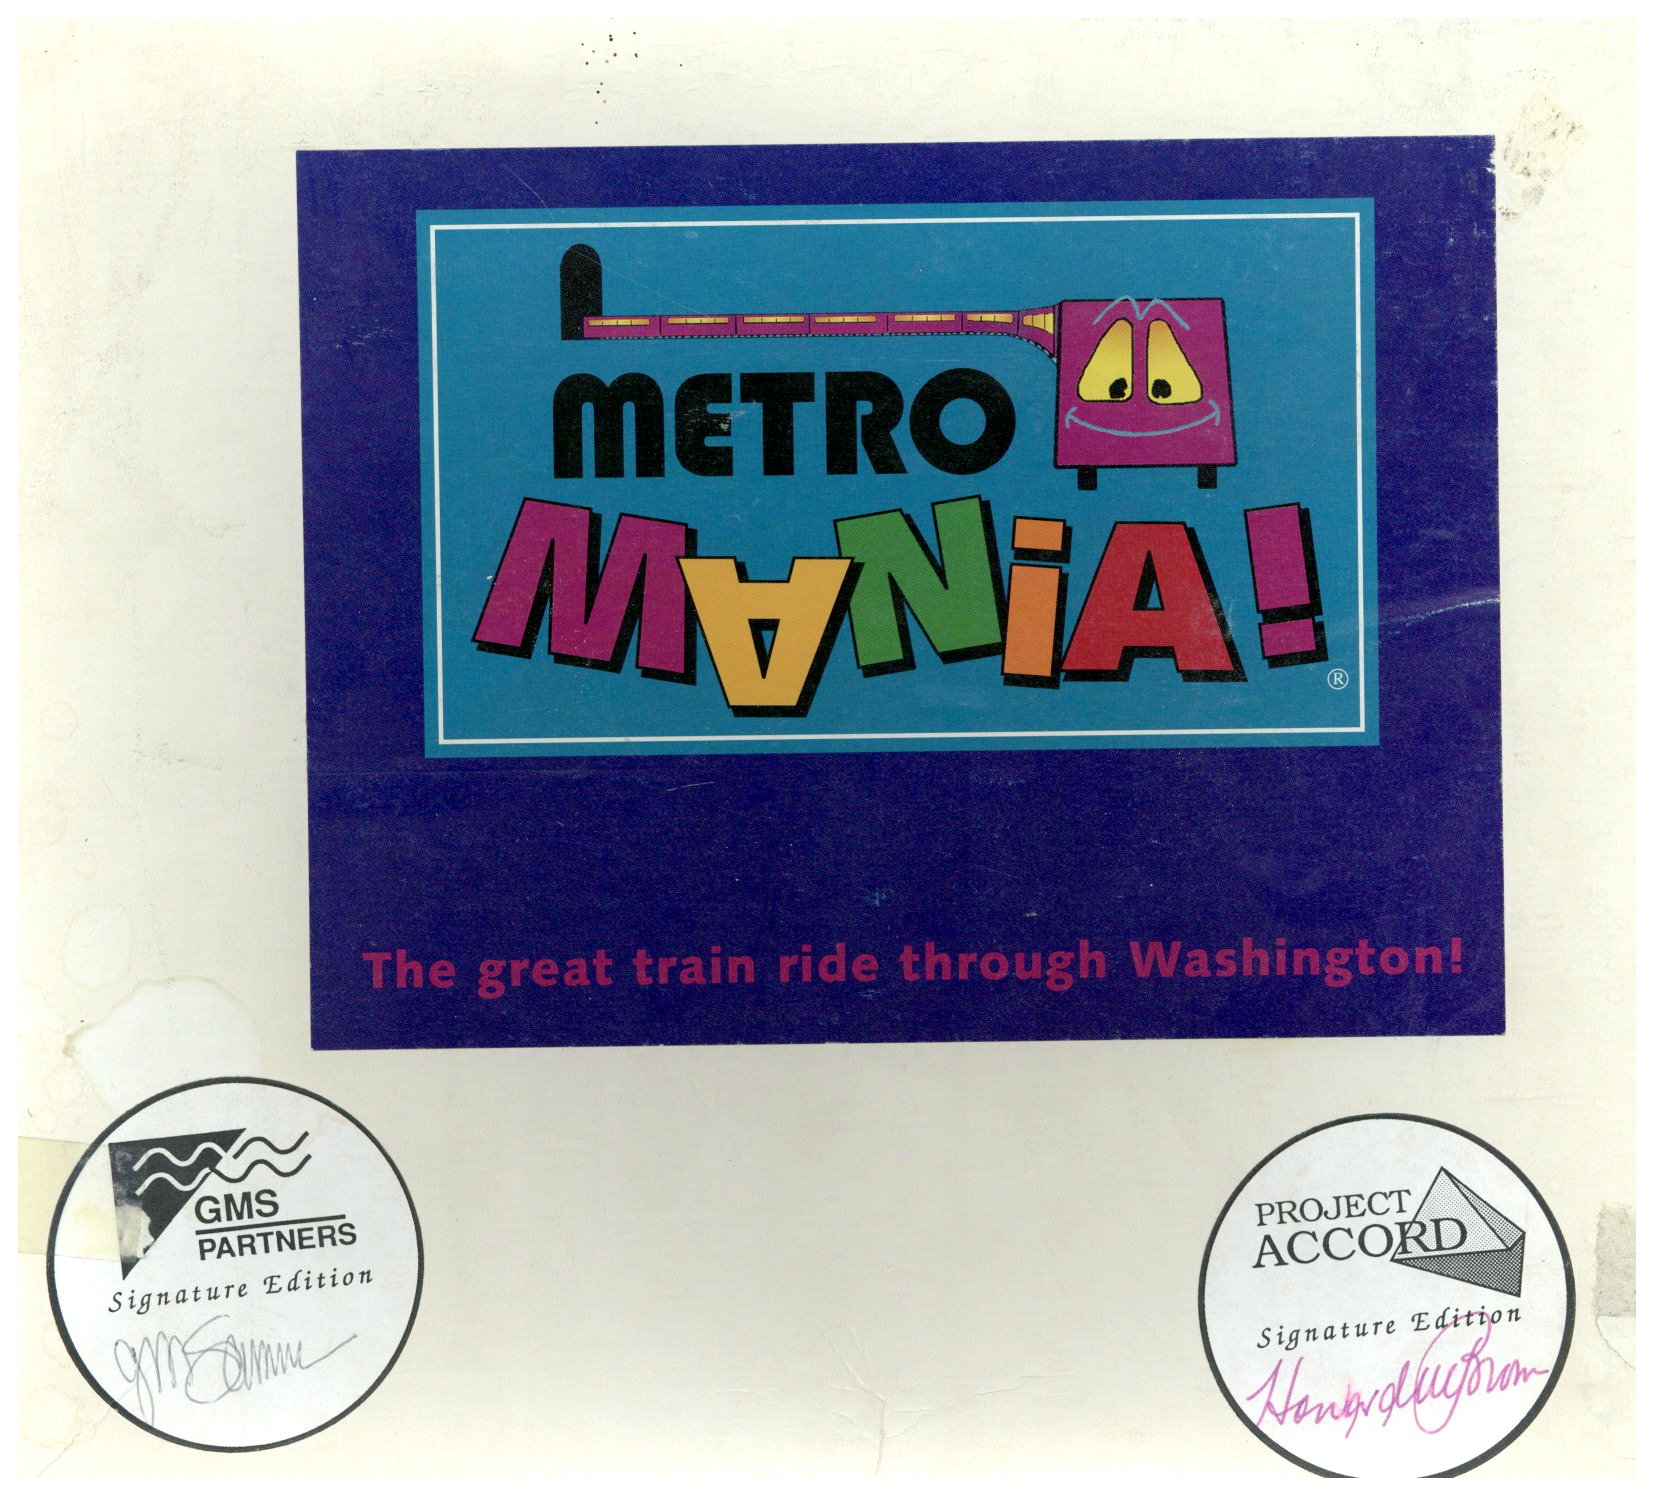 METRO
MANiA!
®
The great train ride through Washington!
GMS
PARTNERS
Signature Edition
PROJECT
ACCORD
Signature Edition